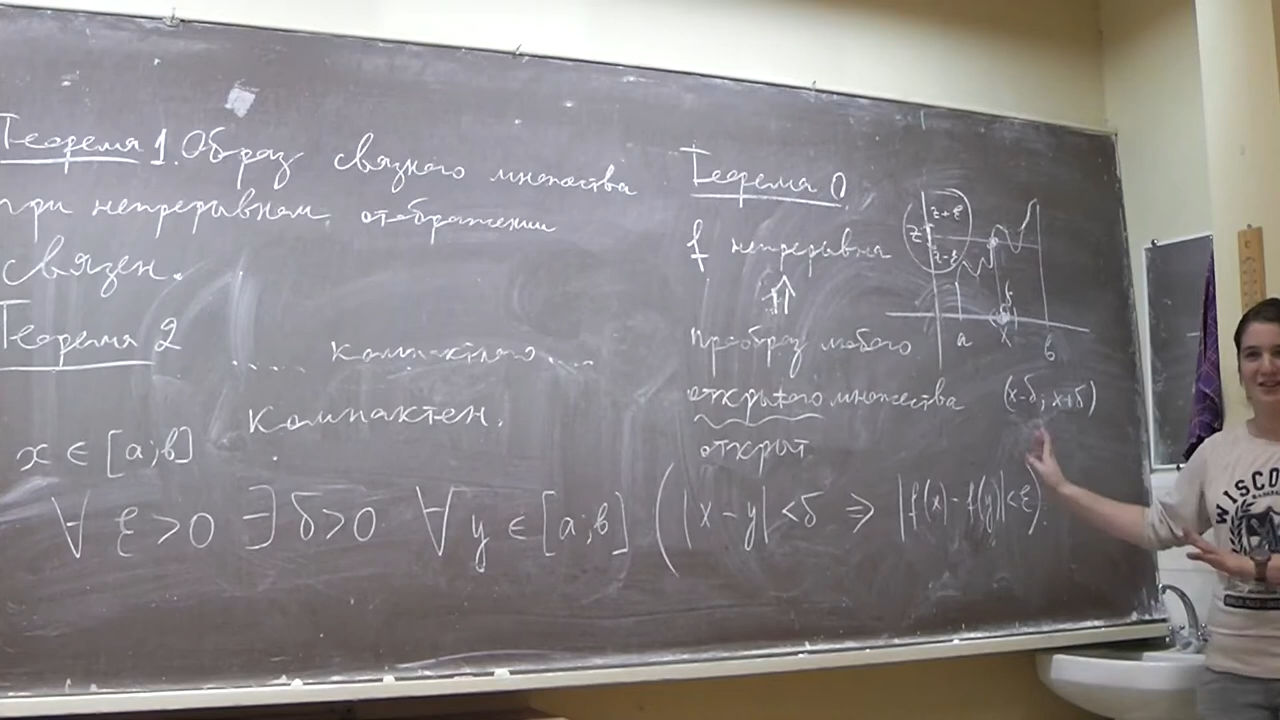 Теорема 1. Образ связного множества
при непрерывном отображении
связен.
Теорема 2
..... компактного ....
компактен.
x ∈ [a;b]
∀ ε>0 ∃ δ>0 ∀ y ∈ [a;b] (|x-y|<δ ⇒ |f(x)-f(y)|<ε).
Теорема 0
f непрерывна
⇑
Прообраз любого
открытого множества
открыт.
z+ε
z
z-ε
δ
a
x
b
(x-δ; x+δ)
WISCO